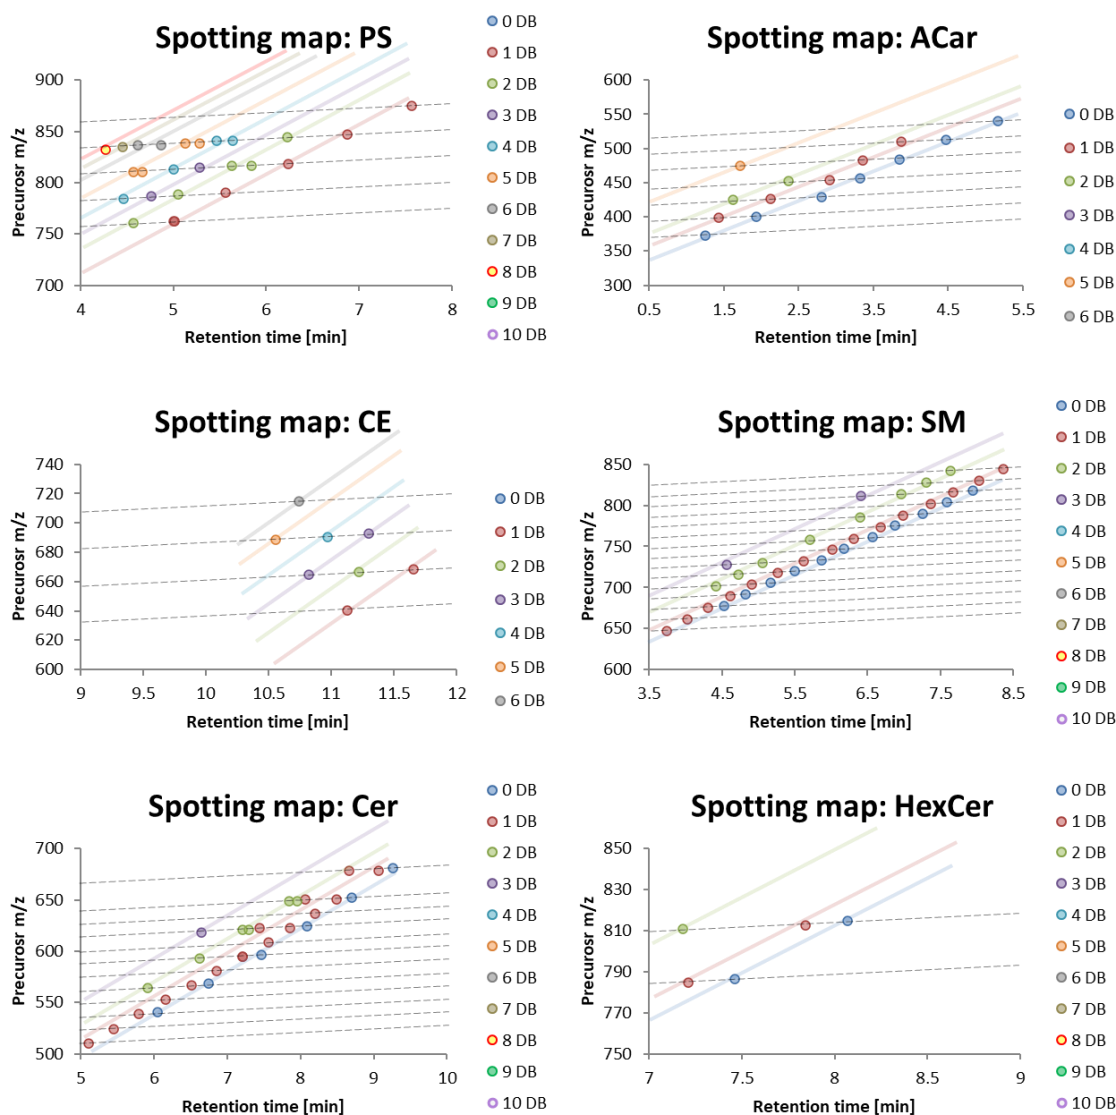 Spotting map: PS
Precurosr m/z
900
850
800
750
700
4
5
6
7
8
Retention time [min]
0 DB
1 DB
2 DB
3 DB
4 DB
5 DB
6 DB
7 DB
8 DB
9 DB
10 DB
Spotting map: ACar
Precurosr m/z
600
550
500
450
400
350
300
0.5
1.5
2.5
3.5
4.5
5.5
Retention time [min]
0 DB
1 DB
2 DB
3 DB
4 DB
5 DB
6 DB
Spotting map: CE
Precurosr m/z
740
720
700
680
660
640
620
600
9
9.5
10
10.5
11
11.5
12
Retention time [min]
0 DB
1 DB
2 DB
3 DB
4 DB
5 DB
6 DB
Spotting map: SM
Precurosr m/z
850
800
750
700
650
600
3.5
4.5
5.5
6.5
7.5
8.5
Retention time [min]
0 DB
1 DB
2 DB
3 DB
4 DB
5 DB
6 DB
7 DB
8 DB
9 DB
10 DB
Spotting map: Cer
Precurosr m/z
700
650
600
550
500
5
6
7
8
9
10
Retention time [min]
0 DB
1 DB
2 DB
3 DB
4 DB
5 DB
6 DB
7 DB
8 DB
9 DB
10 DB
Spotting map: HexCer
Precurosr m/z
850
830
810
790
770
750
7
7.5
8
8.5
9
Retention time [min]
0 DB
1 DB
2 DB
3 DB
4 DB
5 DB
6 DB
7 DB
8 DB
9 DB
10 DB